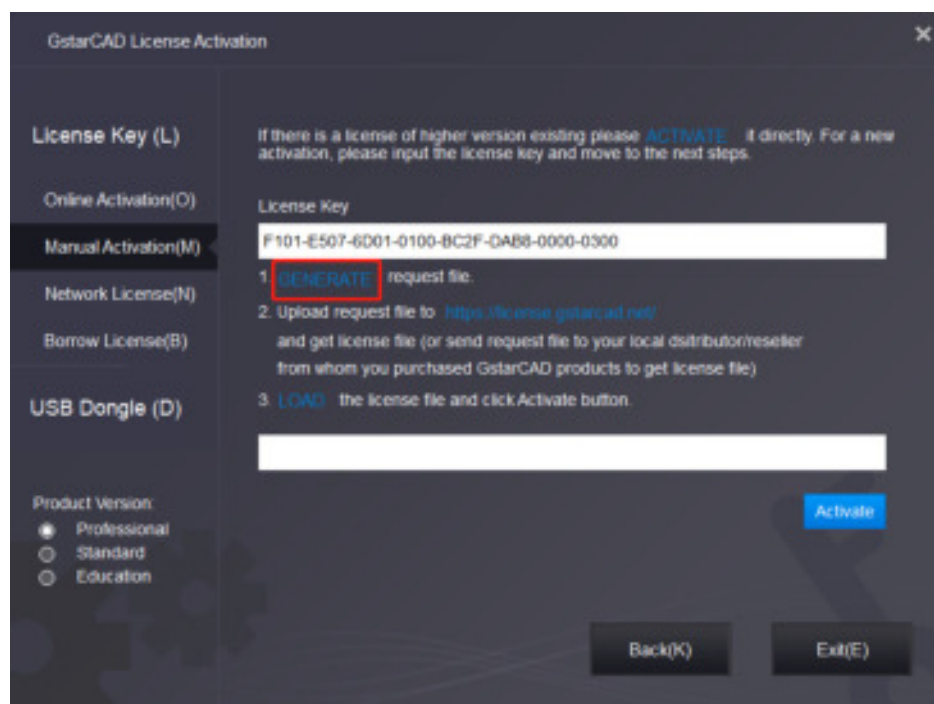 GstarCAD License Activation
License Key (L)
Online Activation(O)
Manual Activation(M)
Network License(N)
Borrow License(B)
USB Dongle (D)
Product Version:
Professional
Standard
Education
If there is a license of higher version existing please ACTIVATE it directly. For a new
activation, please input the license key and move to the next steps.
License Key
F101-E507-6D01-0100-BC2F-DAB8-0000-0300
1. GENERATE request file.
2. Upload request file to https://license.gstarcad.net/
and get license file (or send request file to your local dsitributor/reseller
from whom you purchased GstarCAD products to get license file)
3. LOAD the license file and click Activate button.
Activate
Back(K)
Exit(E)